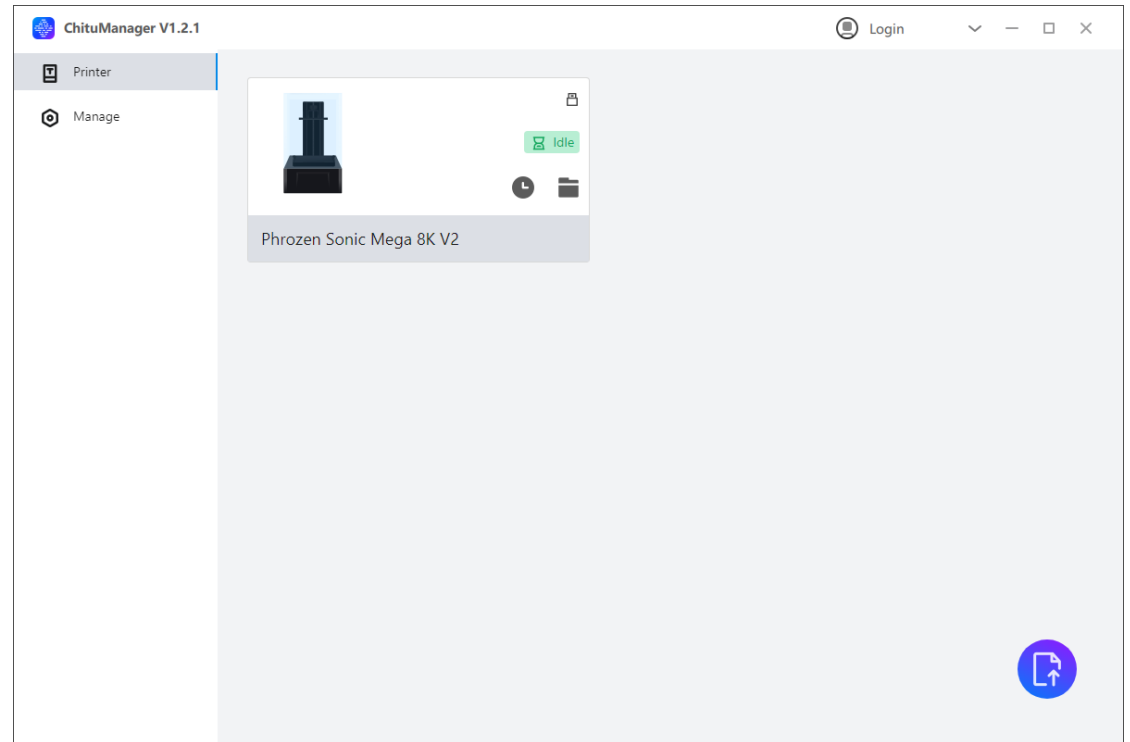 ChituManager V1.2.1
Login
Printer
Manage
Idle
Phrozen Sonic Mega 8K V2